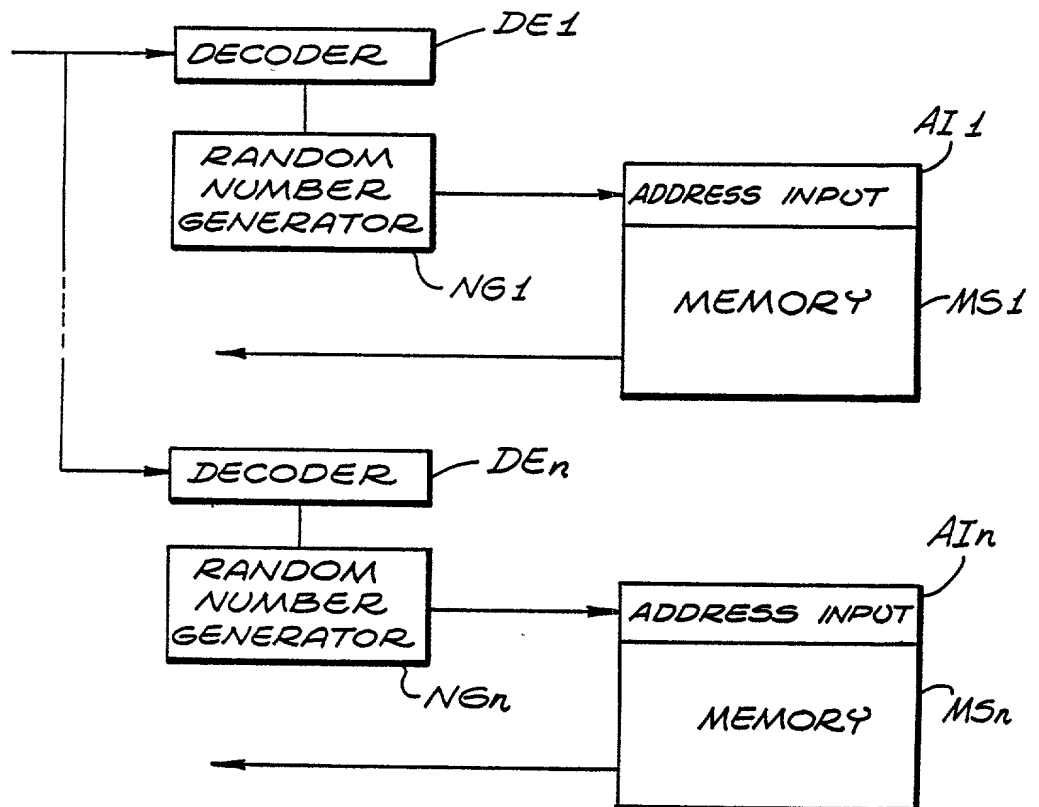 DECODER
DE1
RANDOM
NUMBER
GENERATOR
NG1
AI1
ADDRESS INPUT
MEMORY
MS1
DECODER
DEn
RANDOM
NUMBER
GENERATOR
NGn
AIn
ADDRESS INPUT
MEMORY
MSn